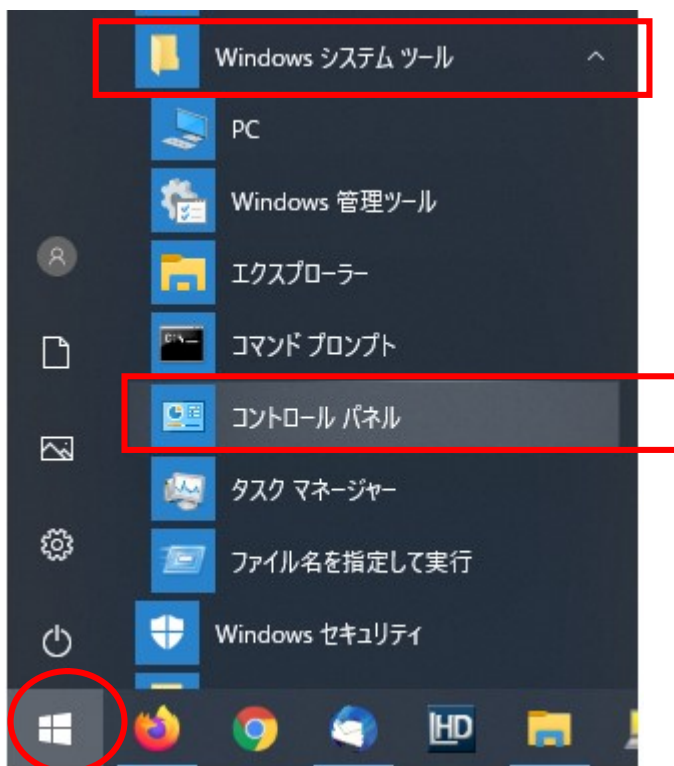 Windows システム ツール
PC
Windows 管理ツール
エクスプローラー
コマンド プロンプト
コントロール パネル
タスク マネージャー
ファイル名を指定して実行
Windows セキュリティ
HD